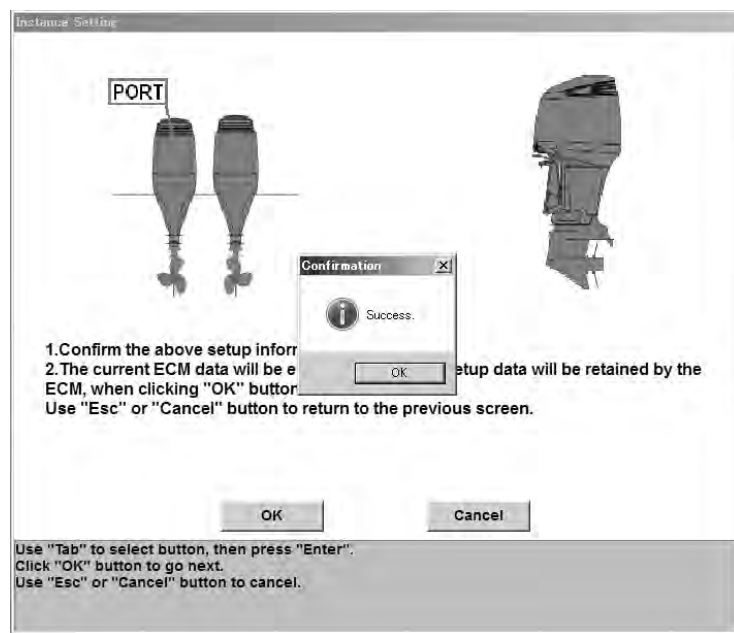 Instance Setting
PORT
Confirmation
Success.
OK
1.Confirm the above setup infor
2.The current ECM data will be e etup data will be retained by the
ECM, when clicking "OK" button
Use "Esc" or "Cancel" button to return to the previous screen.
OK Cancel
Use "Tab" to select button, then press "Enter".
Click "OK" button to go next.
Use "Esc" or "Cancel" button to cancel.